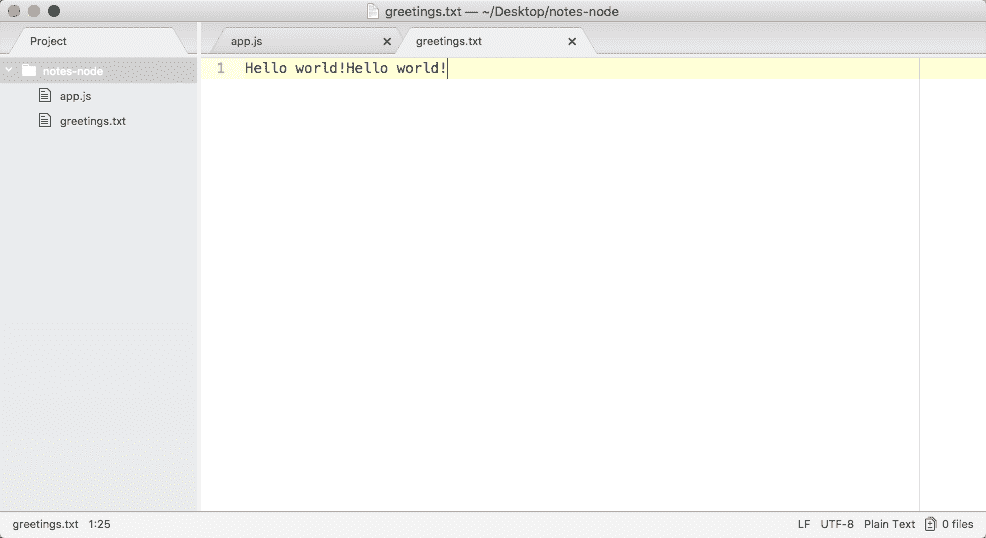 greetings.txt — ~/Desktop/notes-node
Project
app.js
greetings.txt
notes-node
app.js
greetings.txt
1 Hello world!Hello world!
greetings.txt 1:25
LF UTF-8 Plain Text 0 files